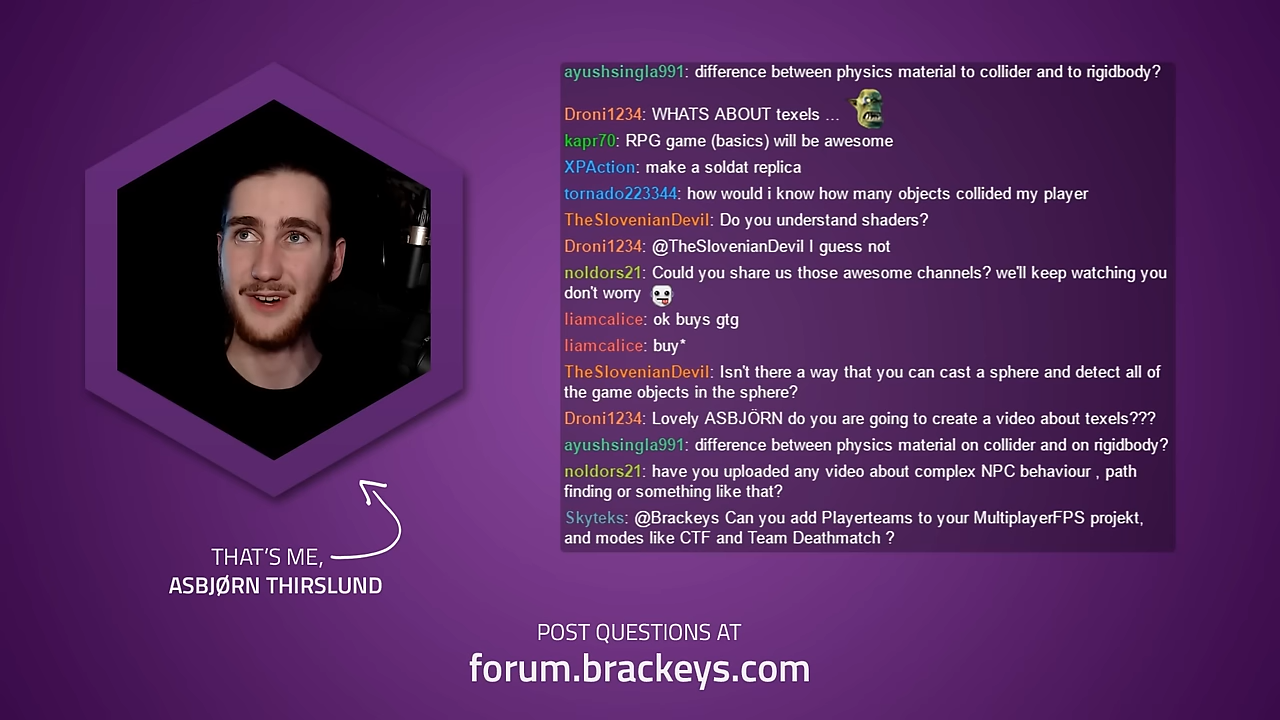 ayushsingla991: difference between physics material to collider and to rigidbody?
Droni1234: WHATS ABOUT texels ...
kapr70: RPG game (basics) will be awesome
XPAction: make a soldat replica
tornado223344: how would i know how many objects collided my player
TheSlovenianDevil: Do you understand shaders?
Droni1234: @TheSlovenianDevil I guess not
noldors21: Could you share us those awesome channels? we'll keep watching you
don't worry
liamcalice: ok buys gtg
liamcalice: buy*
TheSlovenianDevil: Isn't there a way that you can cast a sphere and detect all of
the game objects in the sphere?
Droni1234: Lovely ASBJÖRN do you are going to create a video about texels???
ayushsingla991: difference between physics material on collider and on rigidbody?
noldors21: have you uploaded any video about complex NPC behaviour , path
finding or something like that?
Skyteks: @Brackeys Can you add Playerteams to your MultiplayerFPS projekt,
and modes like CTF and Team Deathmatch ?
THAT'S ME,
ASBJØRN THIRSLUND
POST QUESTIONS AT
forum.brackeys.com